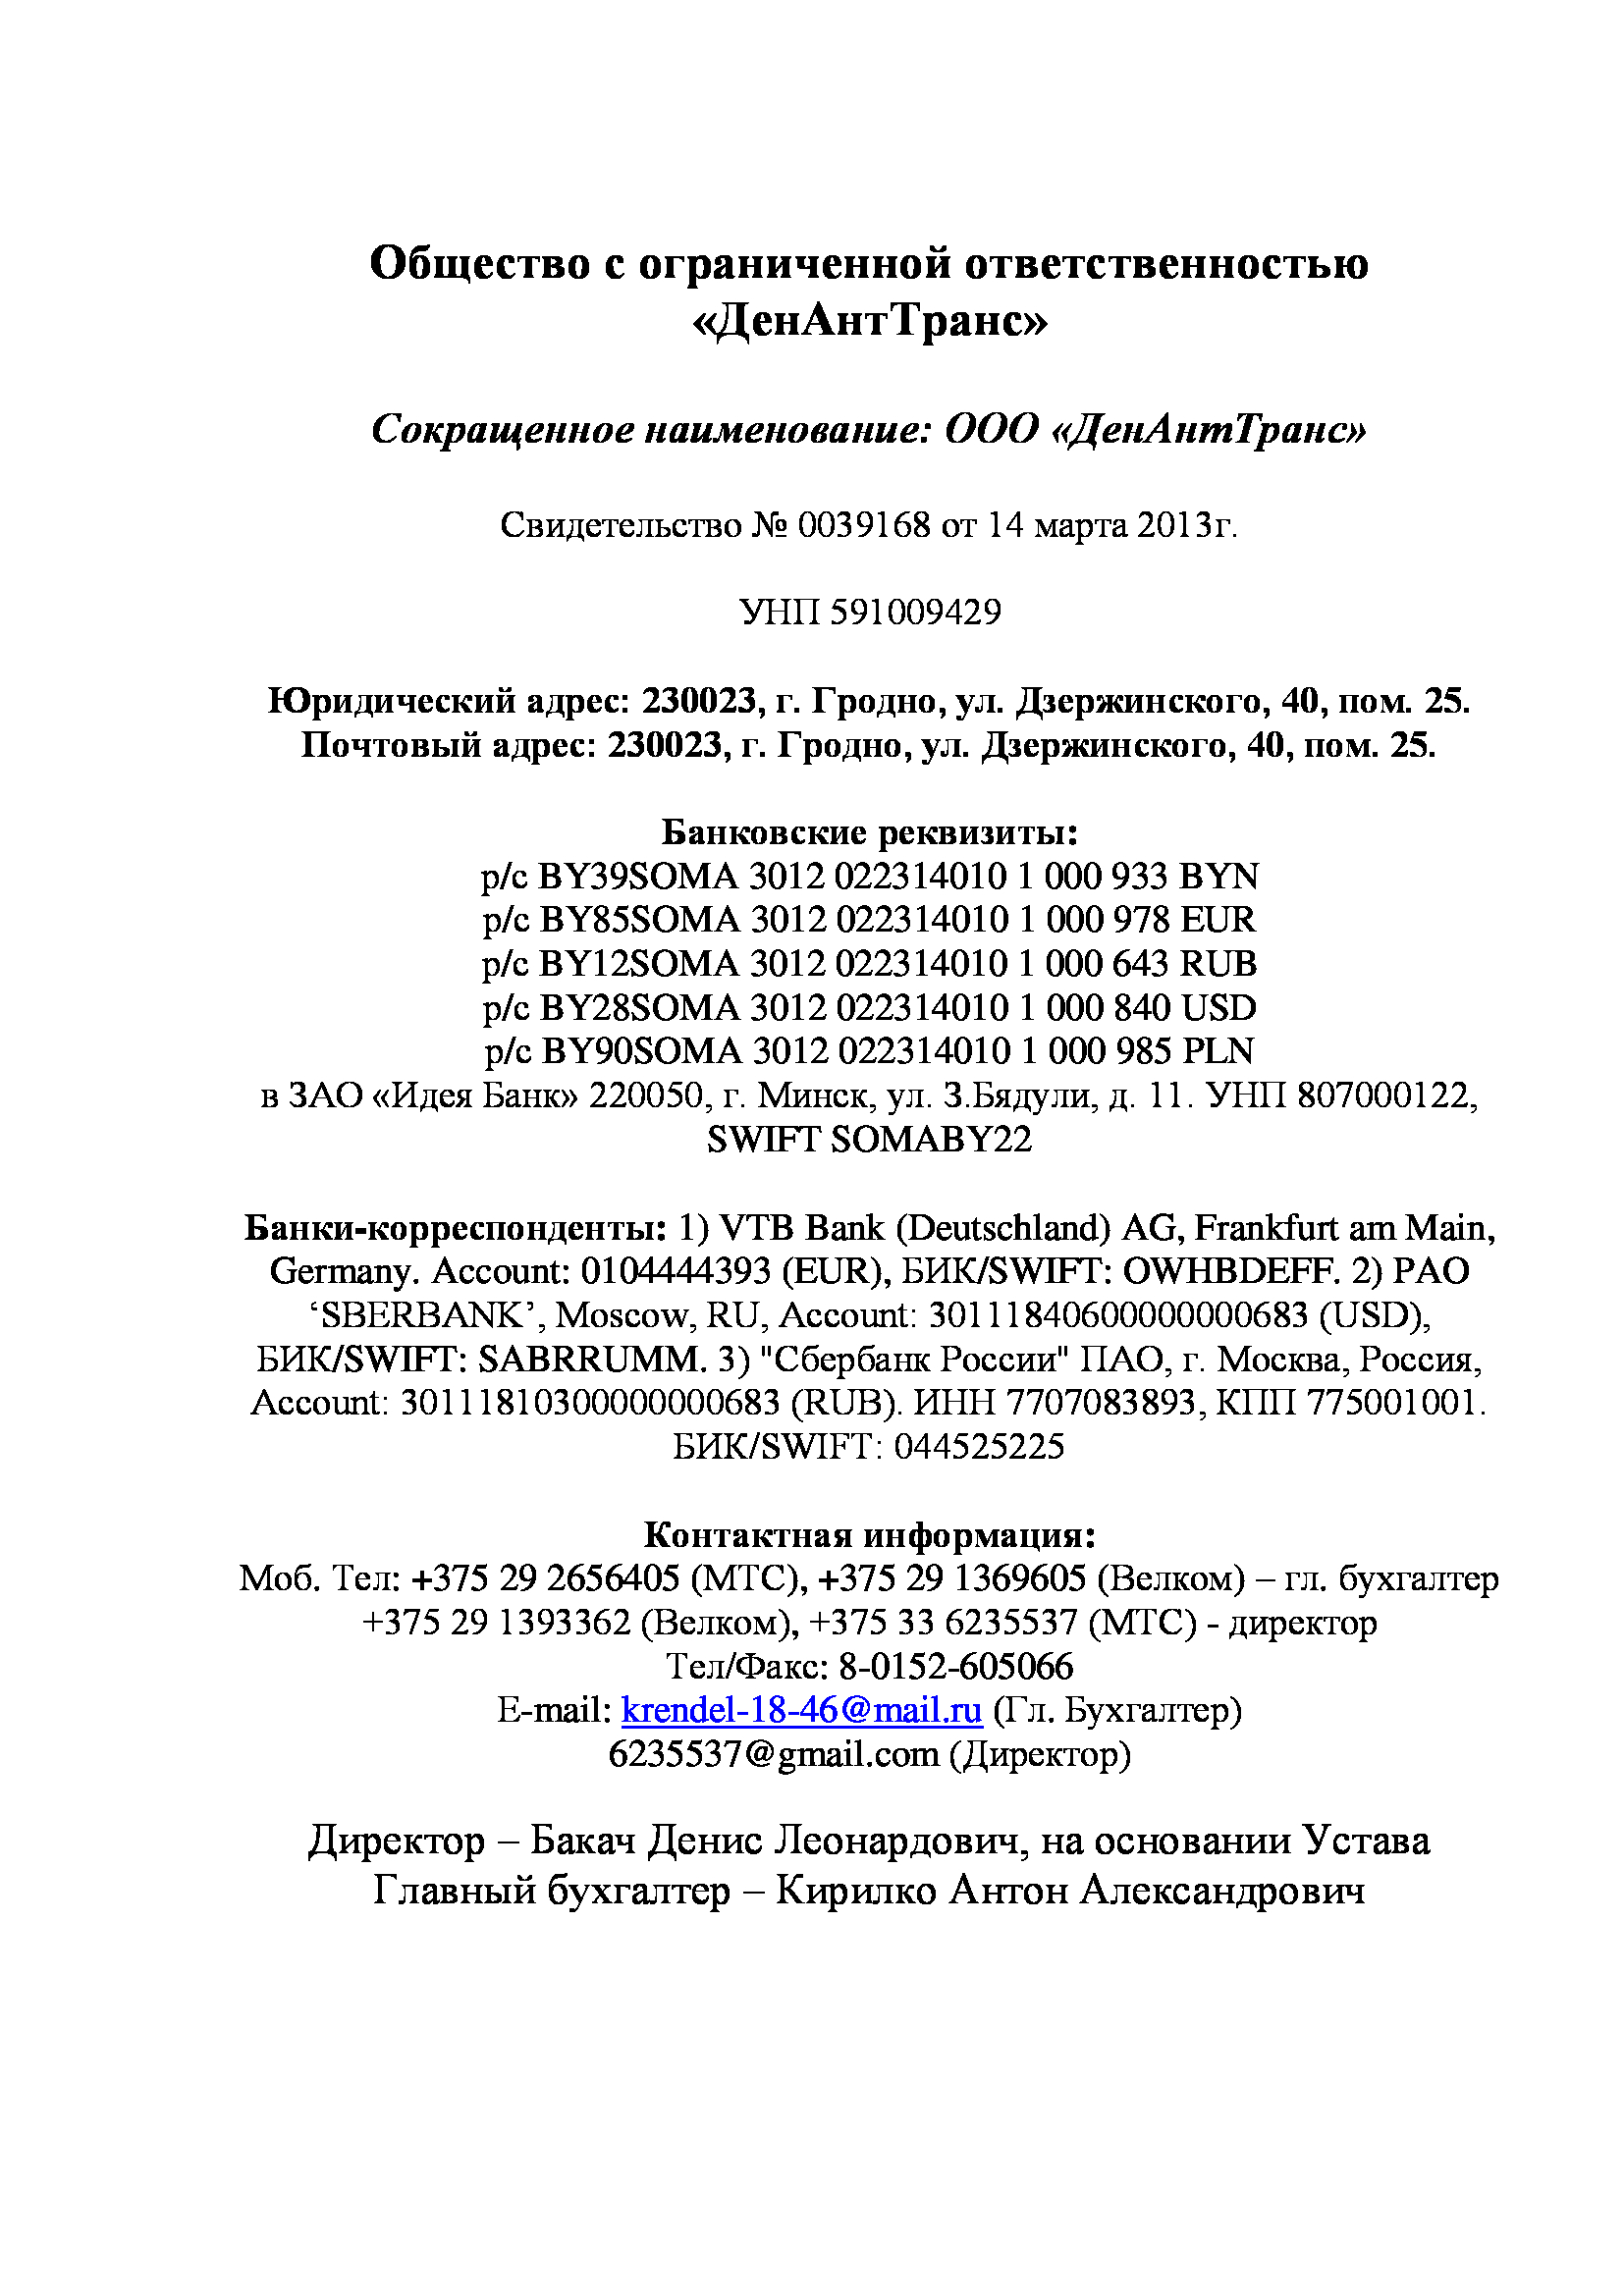 Общество с ограниченной ответственностью
«ДенАнтТранс»
Сокращенное наименование: ООО «ДенАнтТранс»
Свидетельство № 0039168 от 14 марта 2013г.
УНП 591009429
Юридический адрес: 230023, г. Гродно, ул. Дзержинского, 40, пом. 25.
Почтовый адрес: 230023, г. Гродно, ул. Дзержинского, 40, пом. 25.
Банковские реквизиты:
р/с BY39SOMA 3012 022314010 1 000 933 BYN
р/с BY85SOMA 3012 022314010 1 000 978 EUR
р/с BY12SOMA 3012 022314010 1 000 643 RUB
р/с BY28SOMA 3012 022314010 1 000 840 USD
р/с BY90SOMA 3012 022314010 1 000 985 PLN
в ЗАО «Идея Банк» 220050, г. Минск, ул. З.Бядули, д. 11. УНП 807000122,
SWIFT SOMABY22
Банки-корреспонденты: 1) VTB Bank (Deutschland) AG, Frankfurt am Main,
Germany. Account: 0104444393 (EUR), БИК/SWIFT: OWHBDEFF. 2) PAO
‘SBERBANK’, Moscow, RU, Account: 30111840600000000683 (USD),
БИК/SWIFT: SABRRUMM. 3) "Сбербанк России" ПАО, г. Москва, Россия,
Account: 30111810300000000683 (RUB). ИНН 7707083893, КПП 775001001.
БИК/SWIFT: 044525225
Контактная информация:
Моб. Тел: +375 29 2656405 (МТС), +375 29 1369605 (Велком) – гл. бухгалтер
+375 29 1393362 (Велком), +375 33 6235537 (МТС) - директор
Тел/Факс: 8-0152-605066
E-mail: krendel-18-46@mail.ru (Гл. Бухгалтер)
6235537@gmail.com (Директор)
Директор – Бакач Денис Леонардович, на основании Устава
Главный бухгалтер – Кирилко Антон Александрович